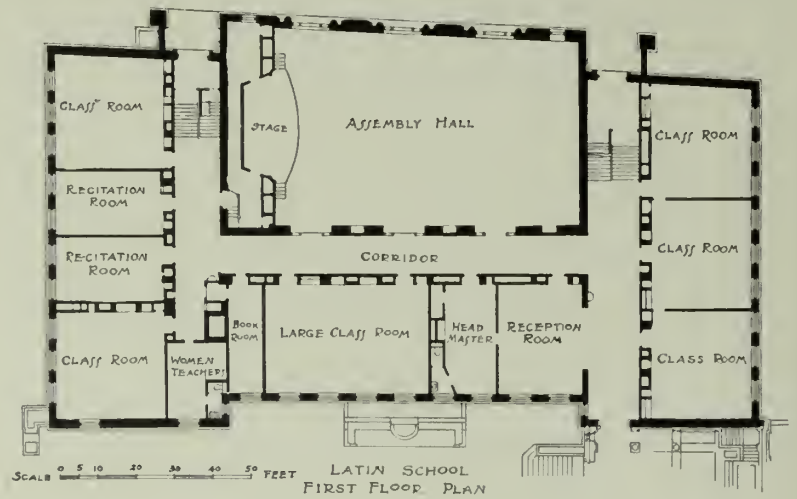 CLASS ROOM
RECITATION
ROOM
RECITATION
ROOM
CLASS ROOM
WOMEN
TEACHERS
STAGE
ASSEMBLY HALL
CORRIDOR
BOOK
ROOM
LARGE CLASS ROOM
HEAD
MASTER
RECEPTION
ROOM
CLASS ROOM
CLASS ROOM
CLASS ROOM
SCALE 0 5 10 20 30 40 50 FEET
LATIN SCHOOL
FIRST FLOOR PLAN